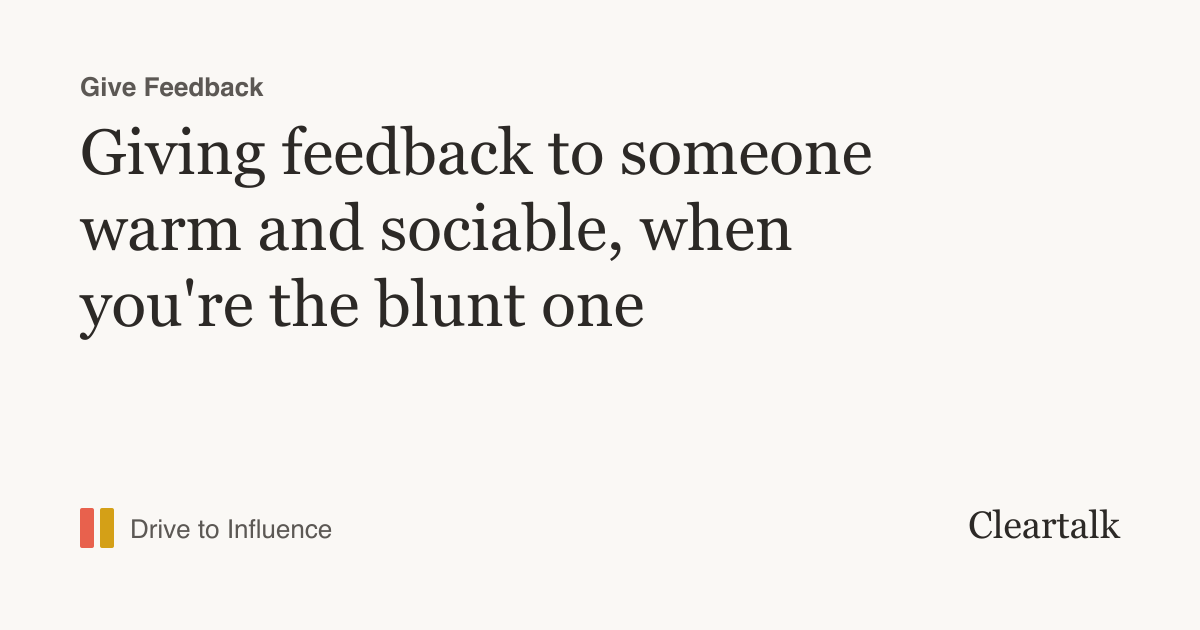 Give Feedback
Giving feedback to someone
warm and sociable, when
you're the blunt one
Drive to Influence
Cleartalk